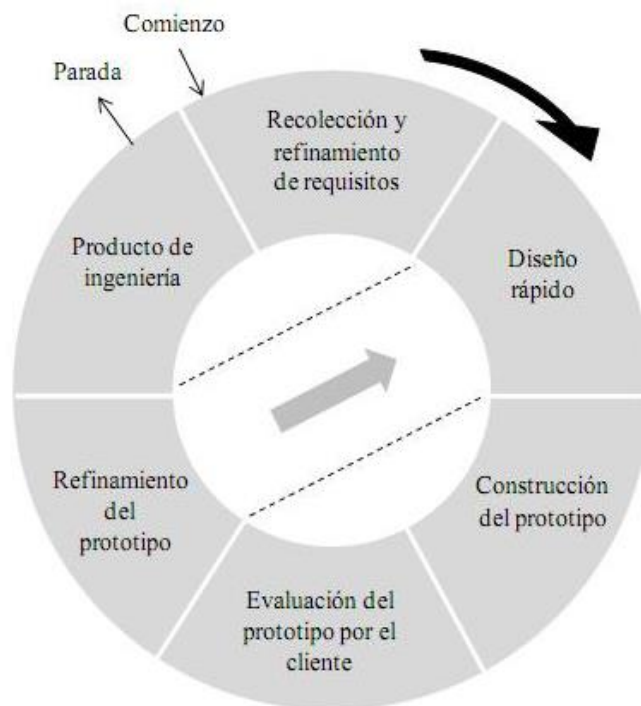 Comienzo
Parada
Recolección y
refinamiento
de requisitos
Diseño
rápido
Construcción
del prototipo
Evaluación del
prototipo por el
cliente
Refinamiento
del
prototipo
Producto de
ingeniería